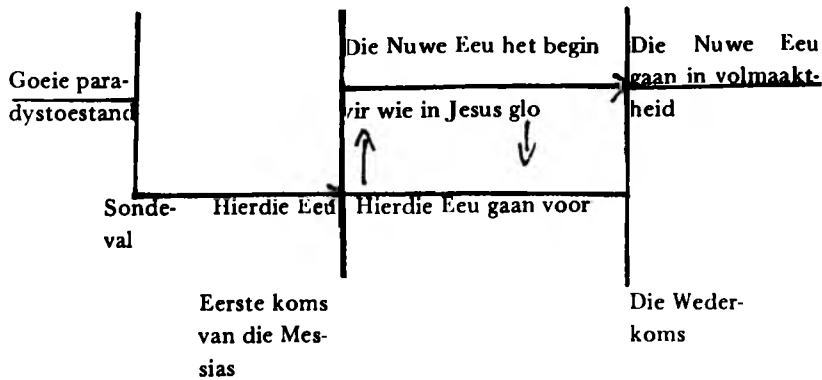 Die Nuwe Eeu het begin
vir wie in Jesus glo
Die Nuwe Eeu
gaan in volmaakt-
heid
Goeie para-
dystoestand
Sonde-
val
Hierdie Eeu
Hierdie Eeu gaan voor
Eerste koms
van die Mes-
sias
Die Weder-
koms